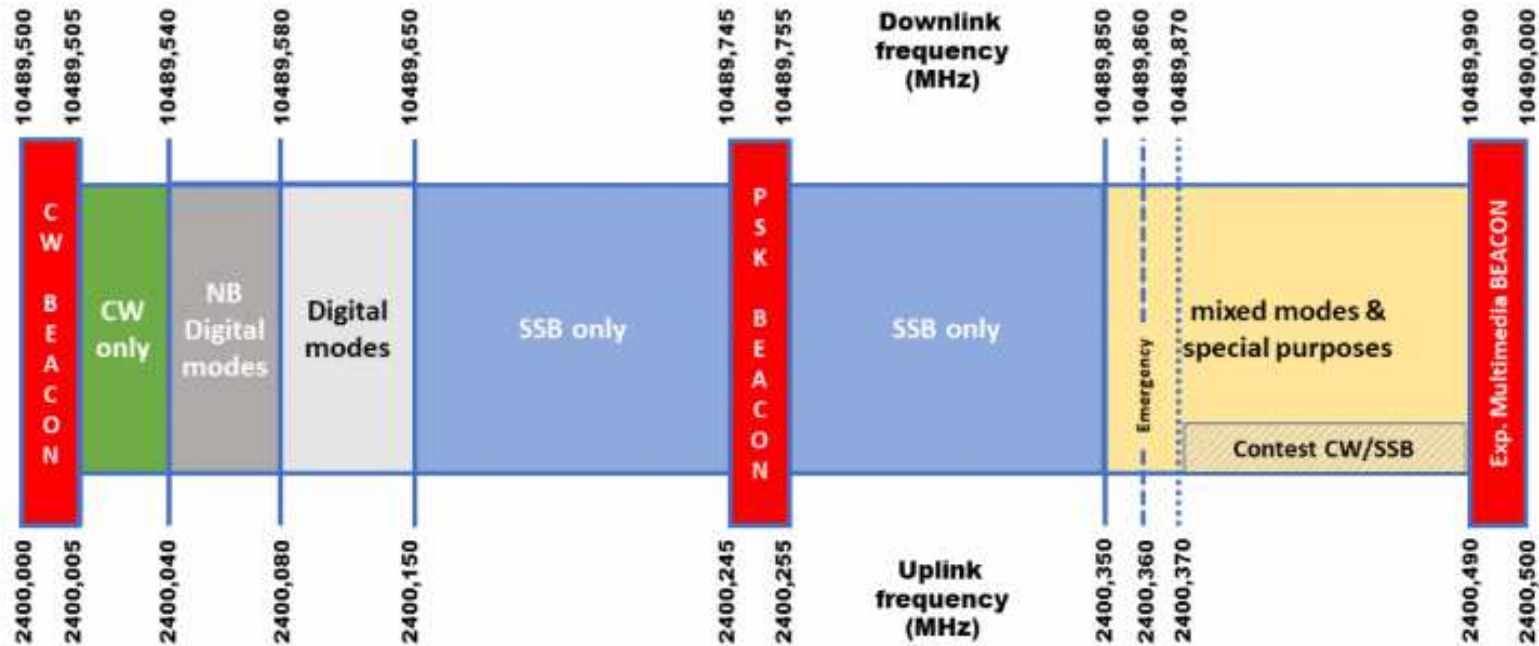 10489,500
10489,505
10489,540
10489,580
10489,650
10489,745
10489,755
Downlink
frequency
(MHz)
10489,850
10489,860
10489,870
10489,990
10490,000
CW BEACON
CW
only
NB
Digital
modes
Digital
modes
SSB only
PSK BEACON
SSB only
Emergency
mixed modes &
special purposes
Contest CW/SSB
Exp. Multimedia BEACON
2400,000
2400,005
2400,040
2400,080
2400,150
2400,245
2400,255
Uplink
frequency
(MHz)
2400,350
2400,360
2400,370
2400,490
2400,500